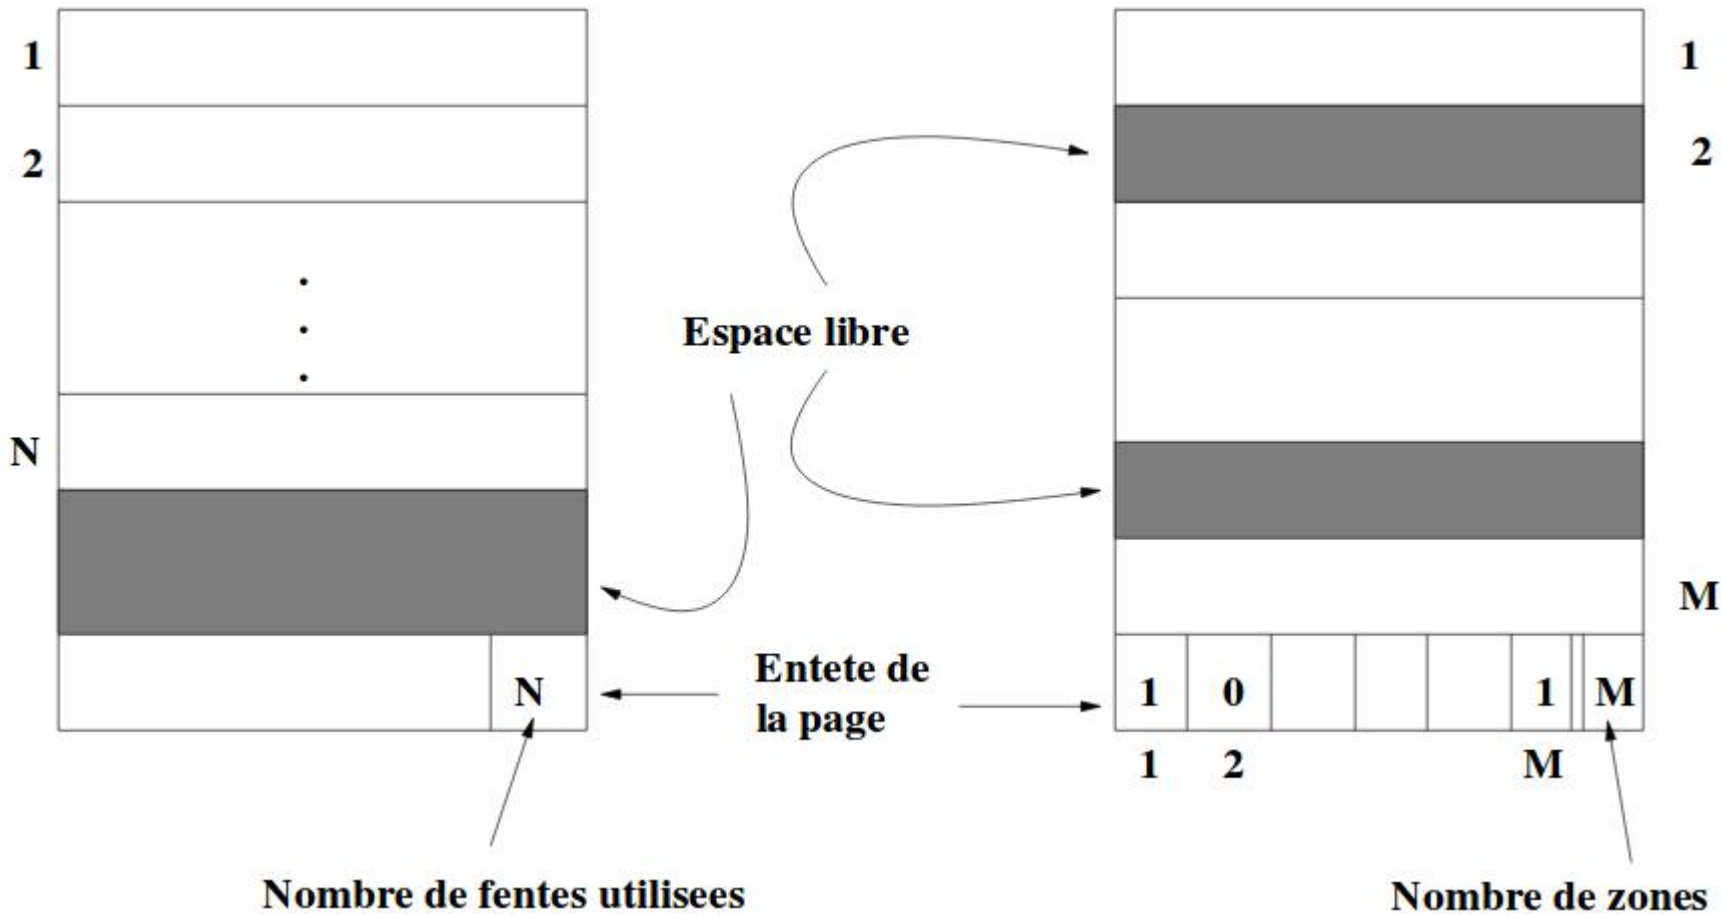 1
2
.
.
.
N
N
Nombre de fentes utilisees
Espace libre
Entete de
la page
1
2
M
1 0 1 M
1 2 M
Nombre de zones